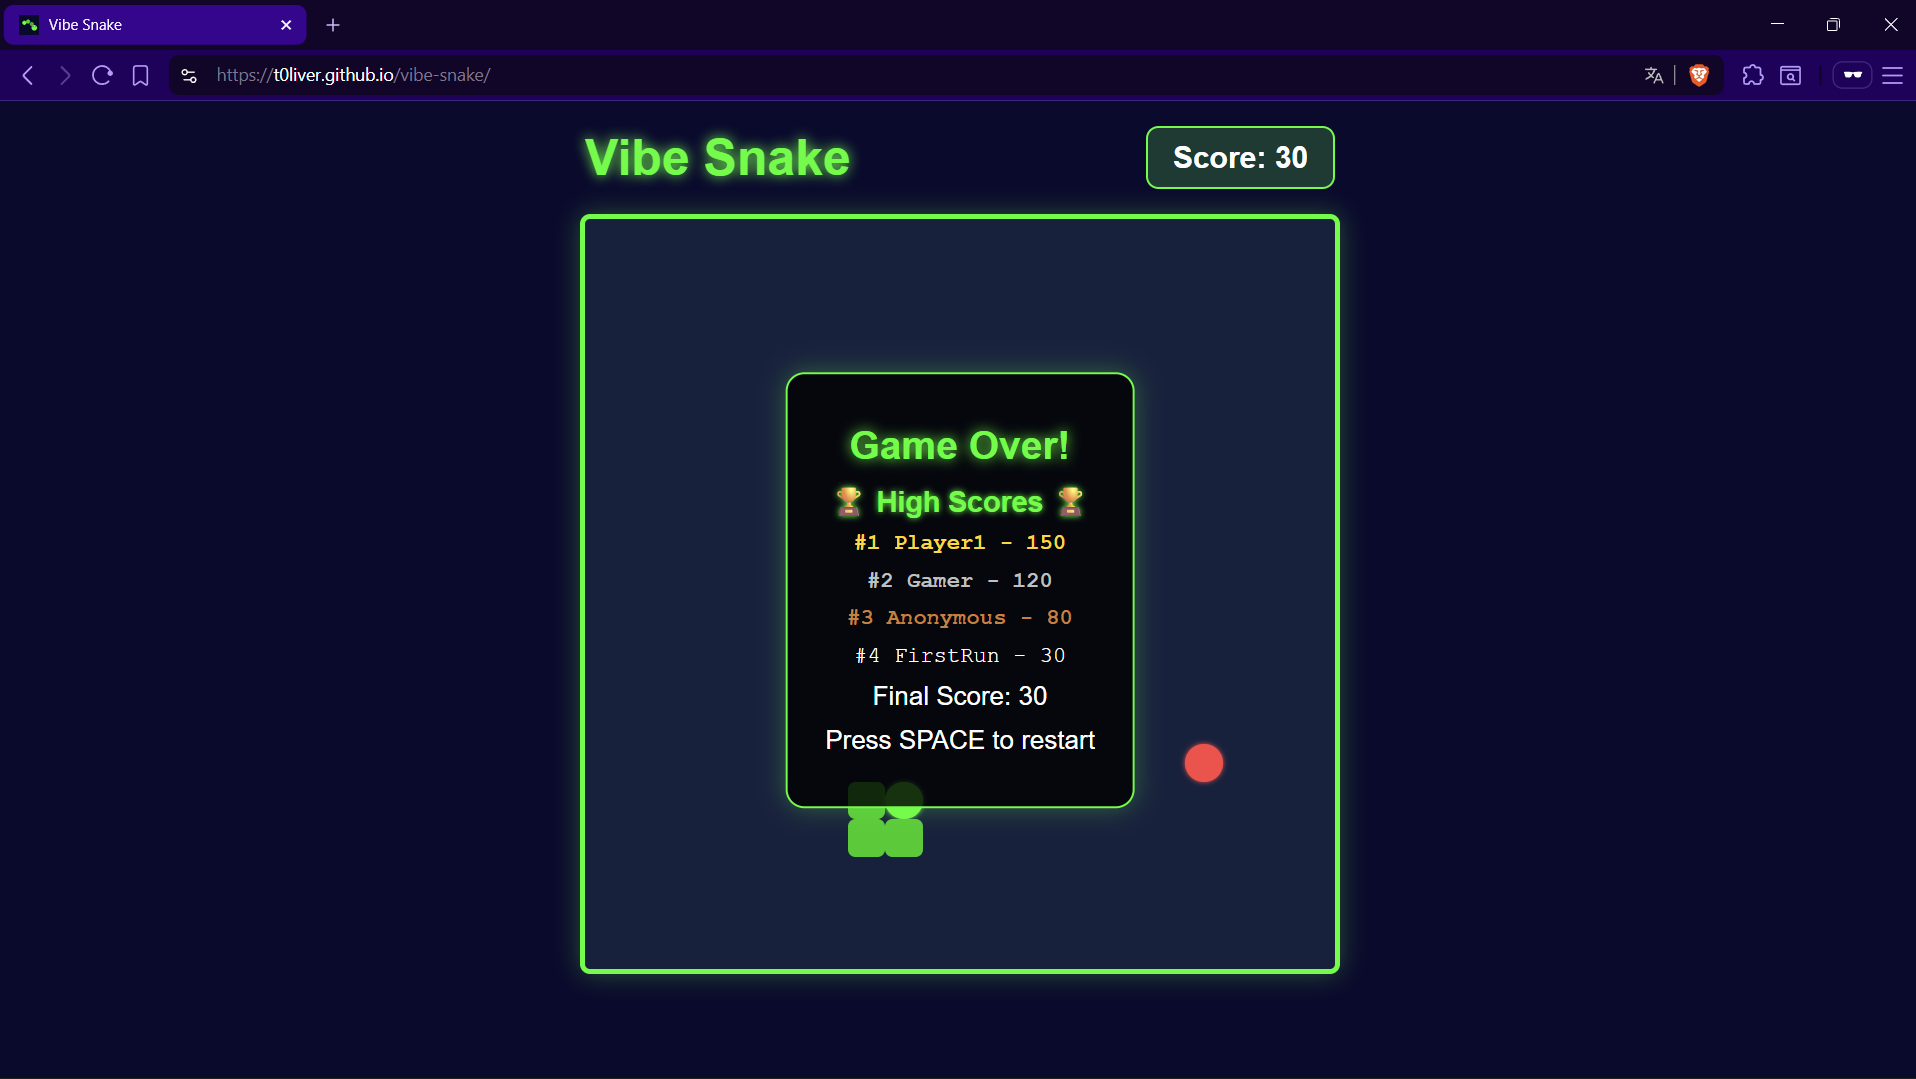 Vibe Snake
https://t0liver.github.io/vibe-snake/
Vibe Snake
Score: 30
Game Over!
🏆 High Scores 🏆
#1 Player1 - 150
#2 Gamer - 120
#3 Anonymous - 80
#4 FirstRun - 30
Final Score: 30
Press SPACE to restart